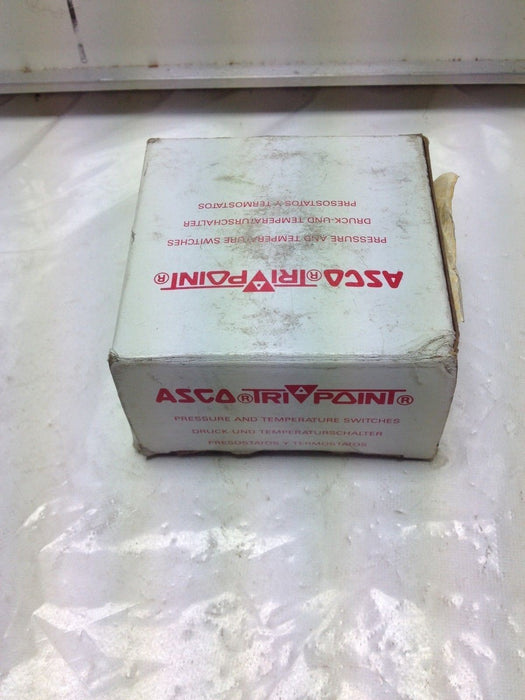 PRESOSTATOS Y TERMOSTATOS
DRUCK-UND TEMPERATURSCHALTER
PRESSURE AND TEMPERATURE SWITCHES
ASCO® TRI POINT®
ASCO® TRI POINT®
PRESSURE AND TEMPERATURE SWITCHES
DRUCK-UND TEMPERATURSCHALTER
PRESOSTATOS Y TERMOSTATOS